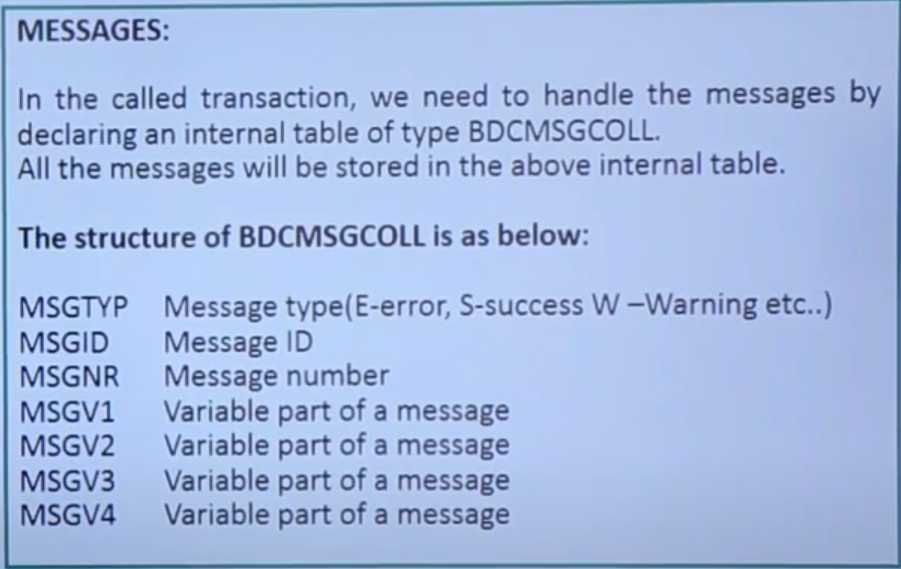 MESSAGES:
In the called transaction, we need to handle the messages by
declaring an internal table of type BDCMSGCOLL.
All the messages will be stored in the above internal table.
The structure of BDCMSGCOLL is as below:
MSGTYP Message type(E-error, S-success W –Warning etc..)
MSGID Message ID
MSGNR Message number
MSGV1 Variable part of a message
MSGV2 Variable part of a message
MSGV3 Variable part of a message
MSGV4 Variable part of a message